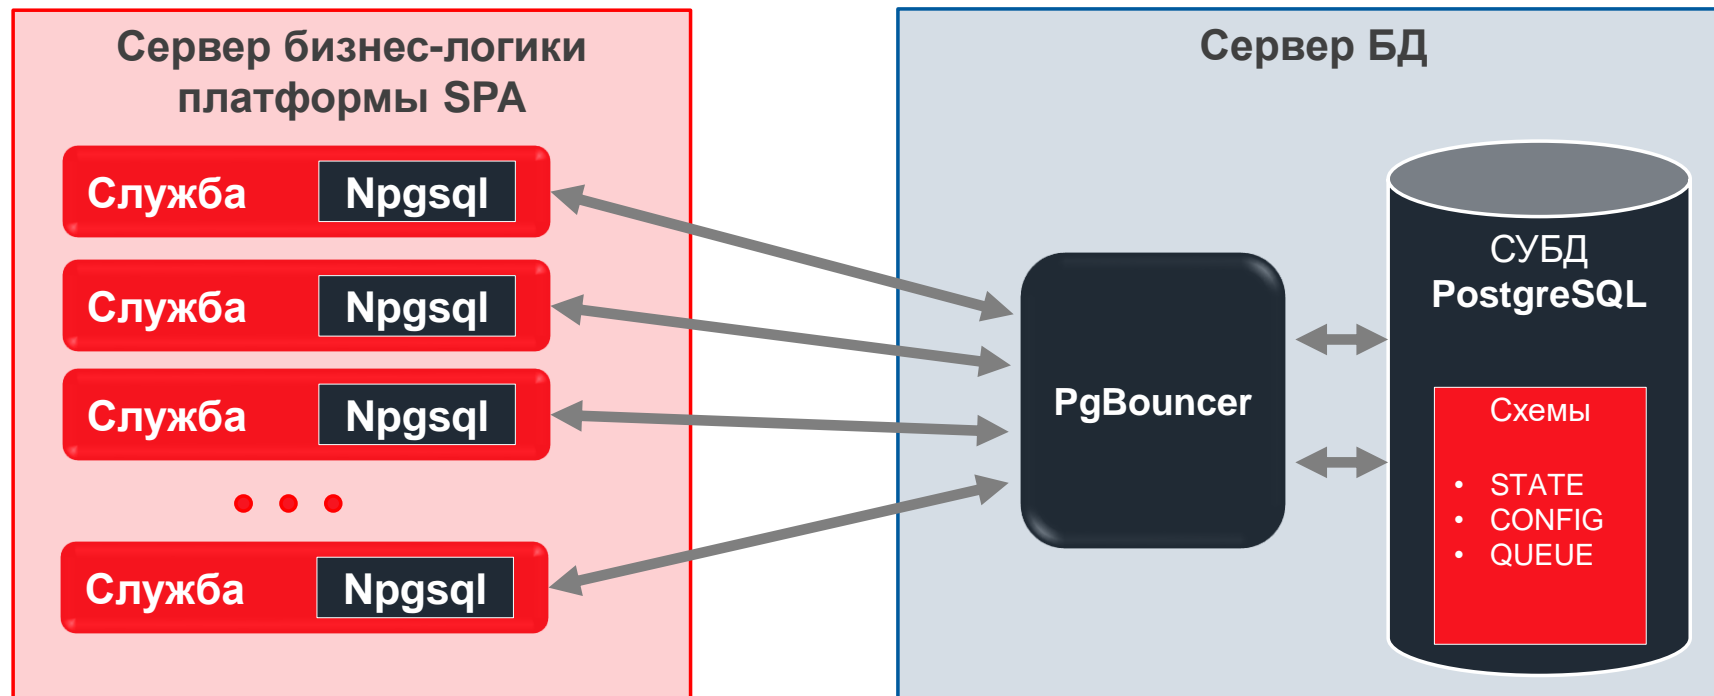 Сервер бизнес-логики
платформы SPA
Служба Npgsql
Служба Npgsql
Служба Npgsql
Служба Npgsql
Сервер БД
PgBouncer
СУБД
PostgreSQL
Схемы
• STATE
• CONFIG
• QUEUE